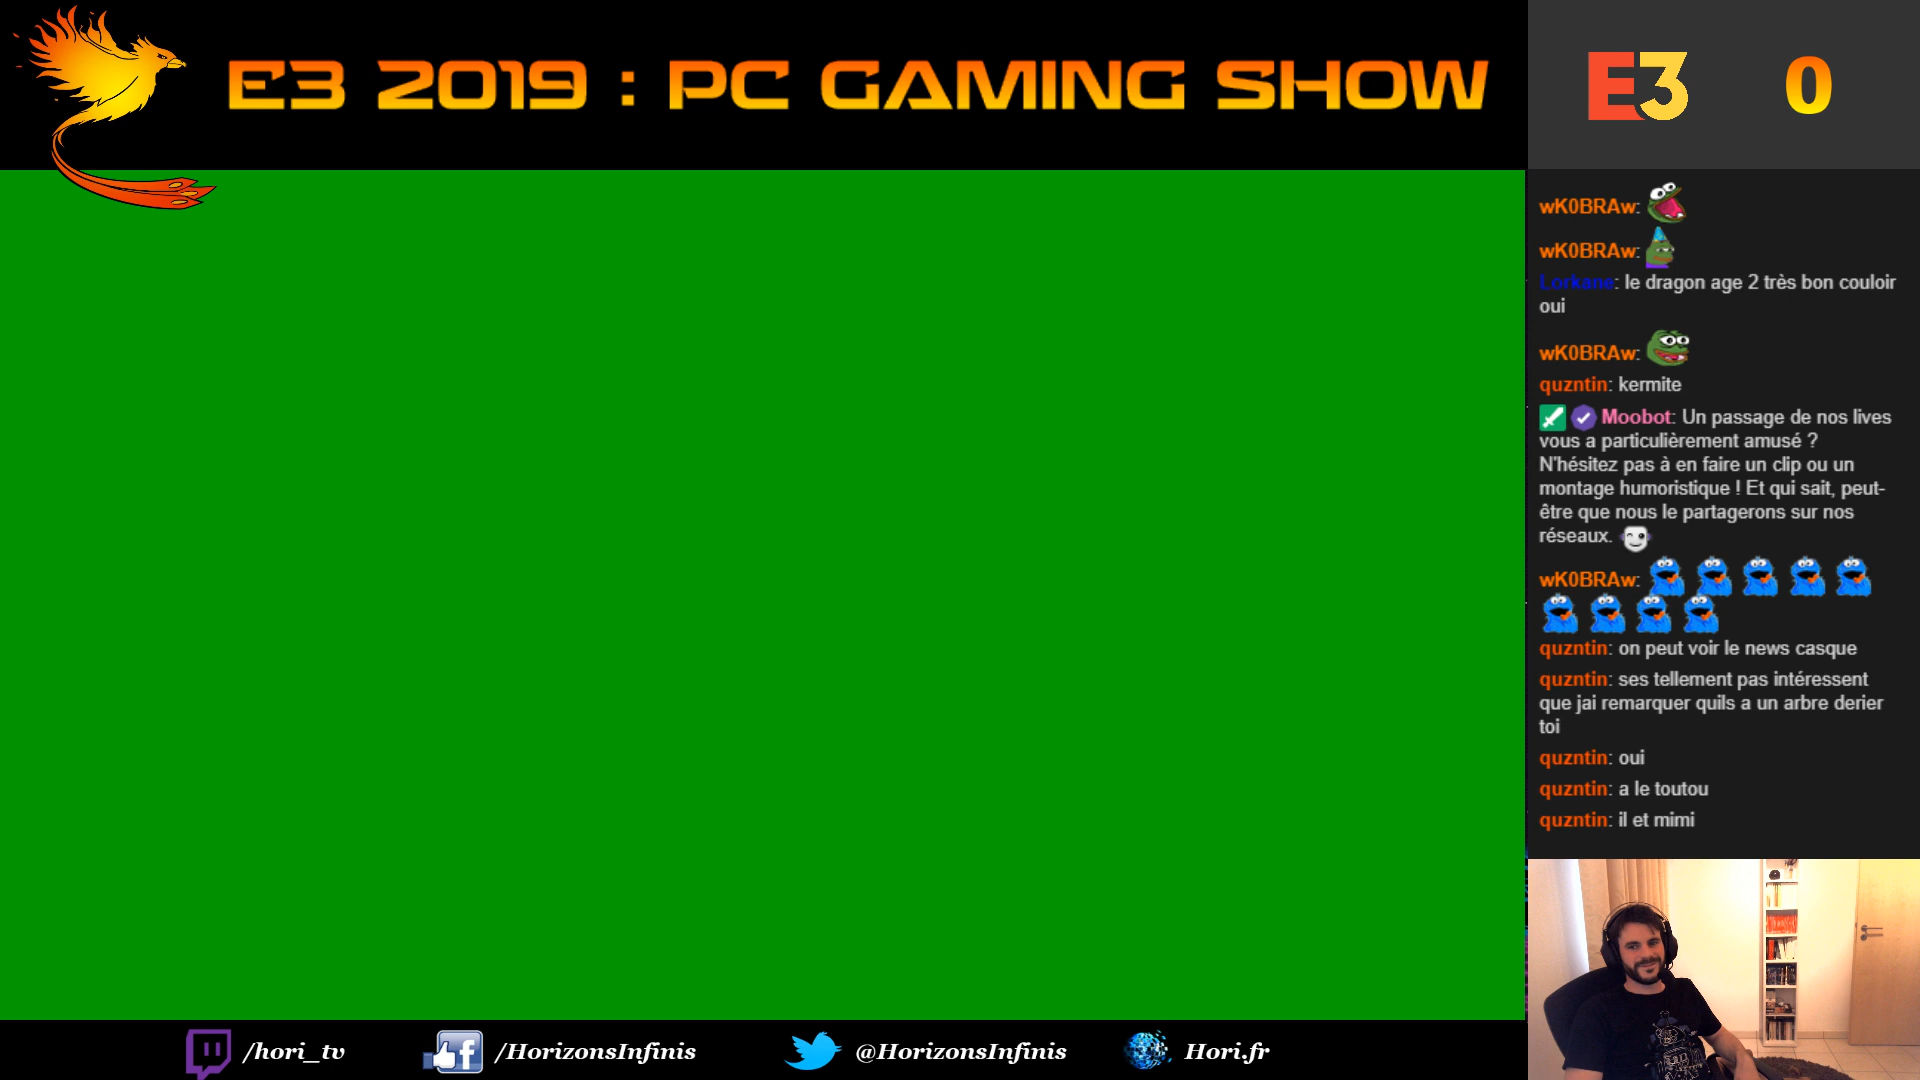 E3 2019 : PC GAMING SHOW
E3
0
wK0BRAw:
wK0BRAw:
Lorkane: le dragon age 2 très bon couloir
oui
wK0BRAw:
quzntin: kermite
Moobot: Un passage de nos lives
vous a particulièrement amusé ?
N'hésitez pas à en faire un clip ou un
montage humoristique ! Et qui sait, peut-
être que nous le partagerons sur nos
réseaux.
wK0BRAw:
quzntin: on peut voir le news casque
quzntin: ses tellement pas intéressent
que jai remarquer quils a un arbre derier
toi
quzntin: oui
quzntin: a le toutou
quzntin: il et mimi
/hori_tv
/HorizonsInfinis
@HorizonsInfinis
Hori.fr